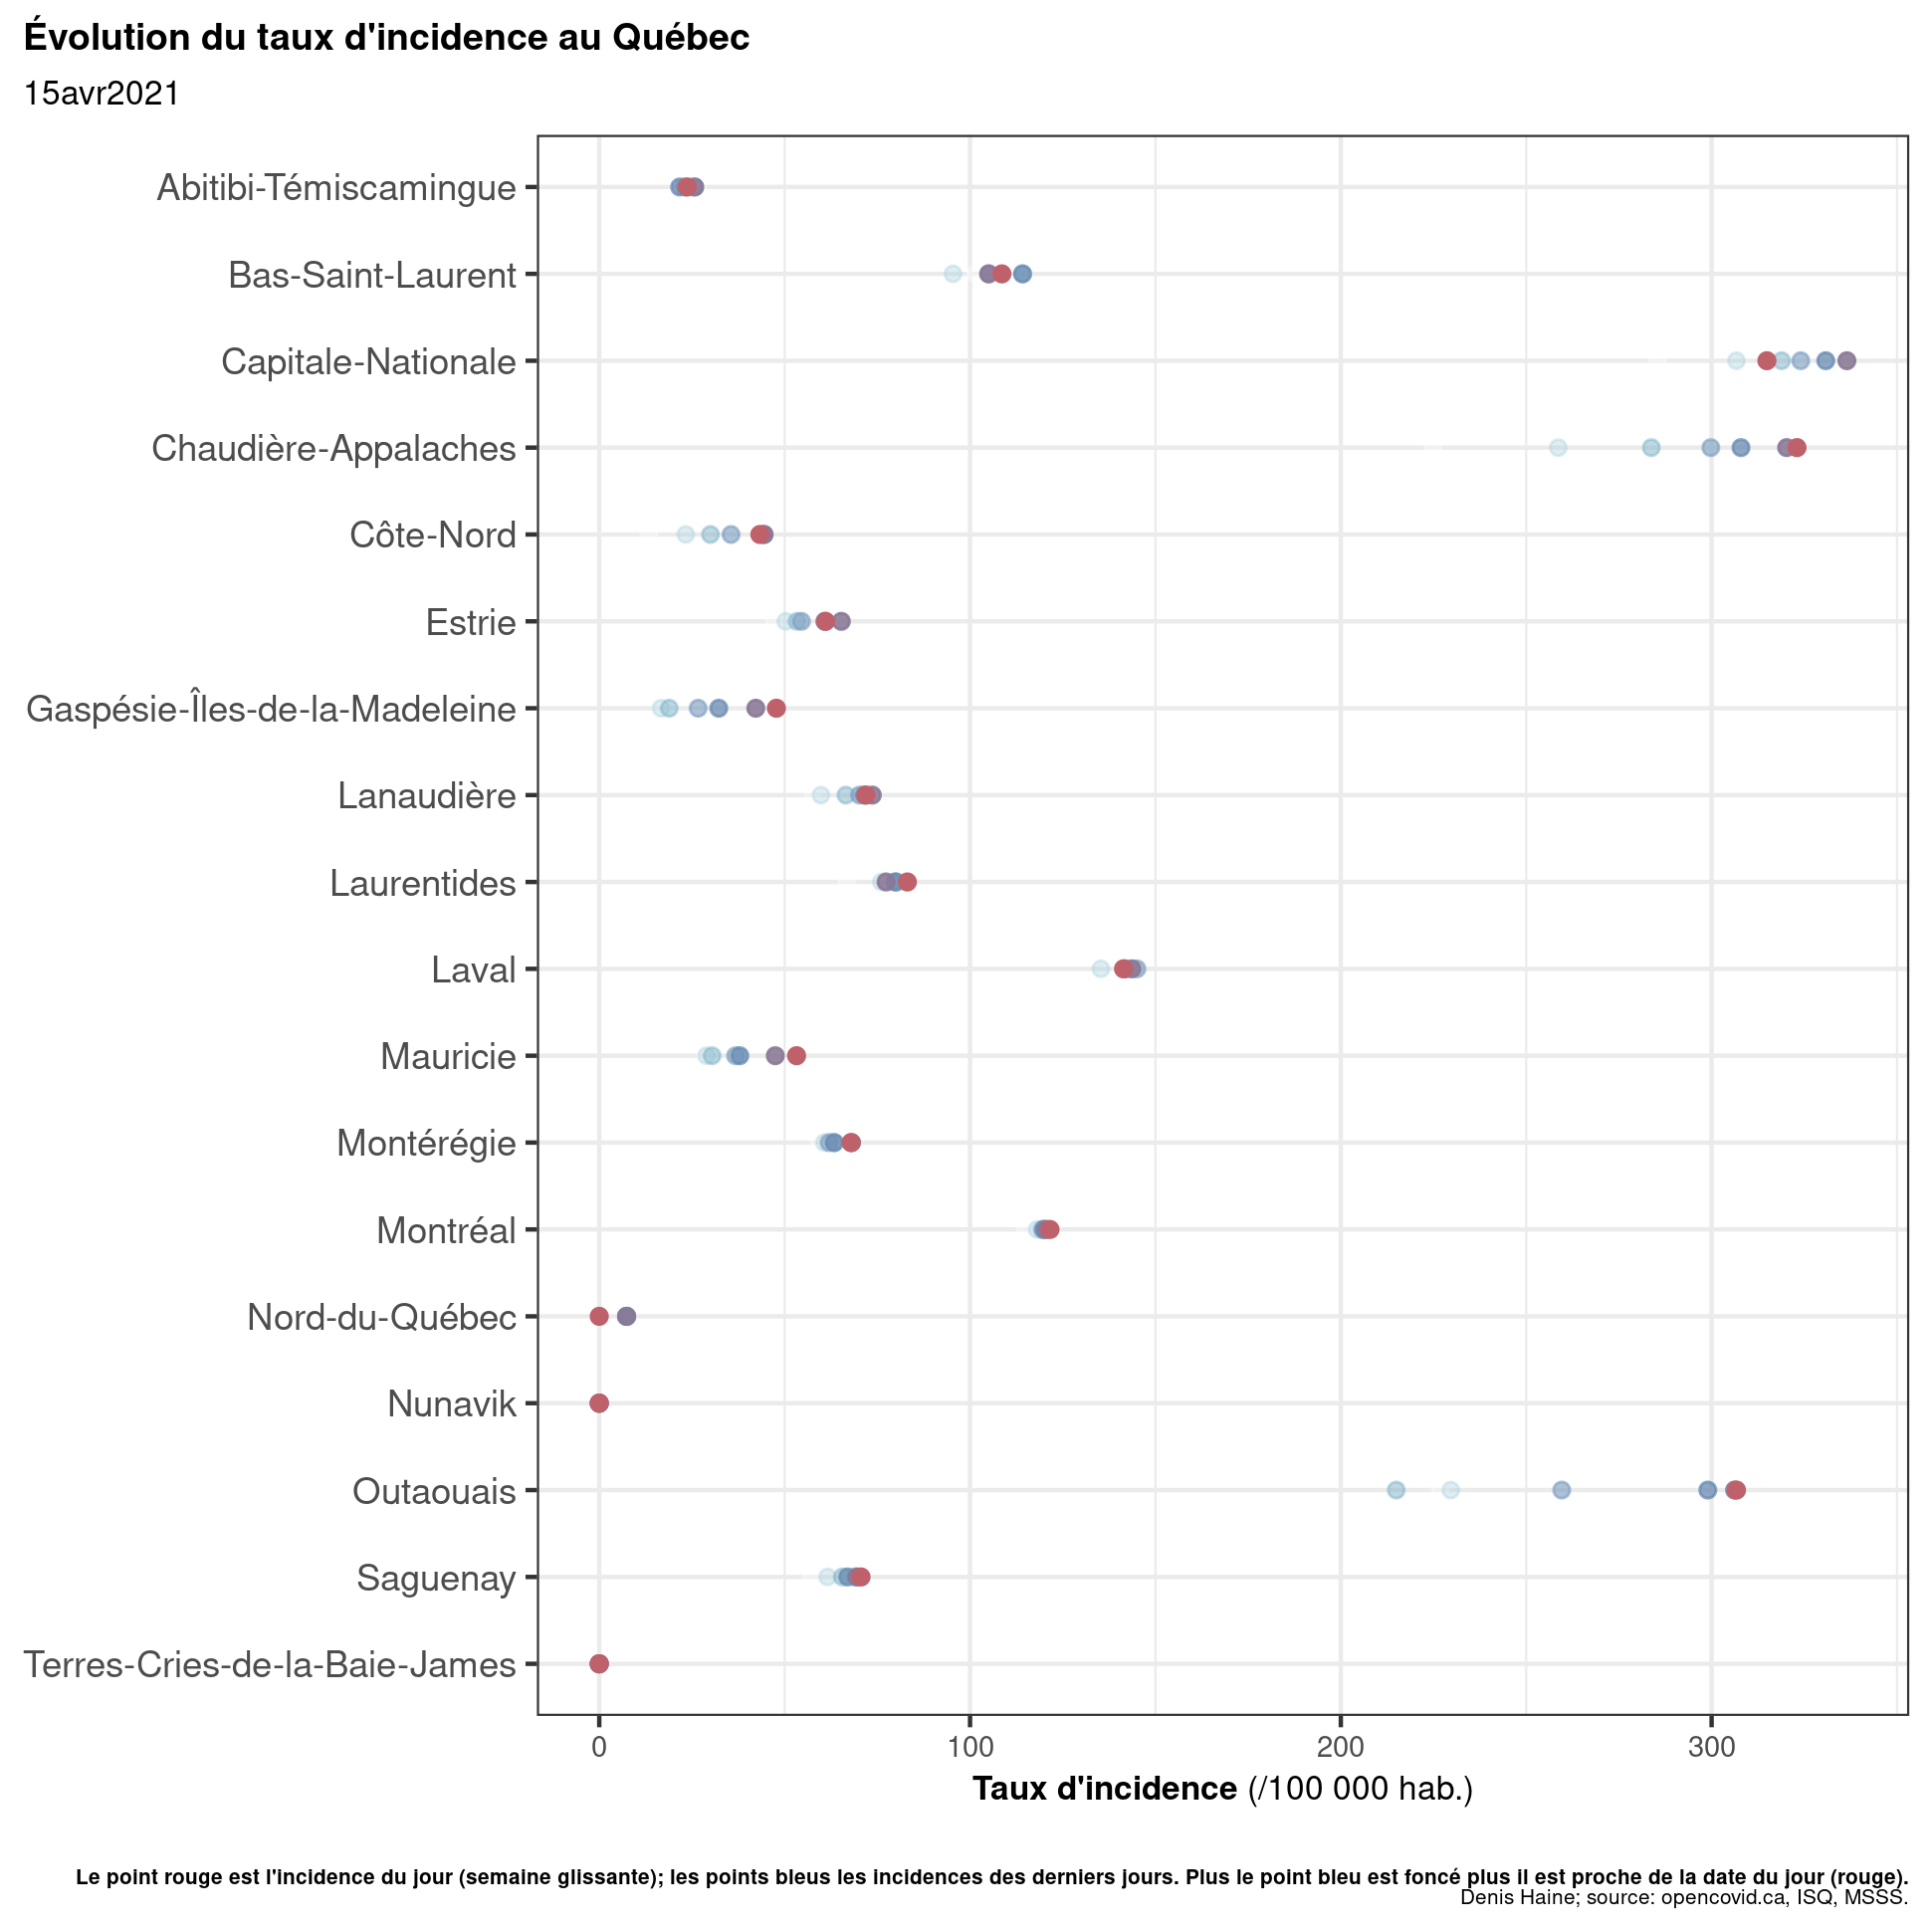 Évolution du taux d'incidence au Québec
15avr2021
Abitibi-Témiscamingue
Bas-Saint-Laurent
Capitale-Nationale
Chaudière-Appalaches
Côte-Nord
Estrie
Gaspésie-Îles-de-la-Madeleine
Lanaudière
Laurentides
Laval
Mauricie
Montérégie
Montréal
Nord-du-Québec
Nunavik
Outaouais
Saguenay
Terres-Cries-de-la-Baie-James
0 100 200 300
Taux d'incidence (/100 000 hab.)
Le point rouge est l'incidence du jour (semaine glissante); les points bleus les incidences des derniers jours. Plus le point bleu est foncé plus il est proche de la date du jour (rouge).
Denis Haine; source: opencovid.ca, ISQ, MSSS.